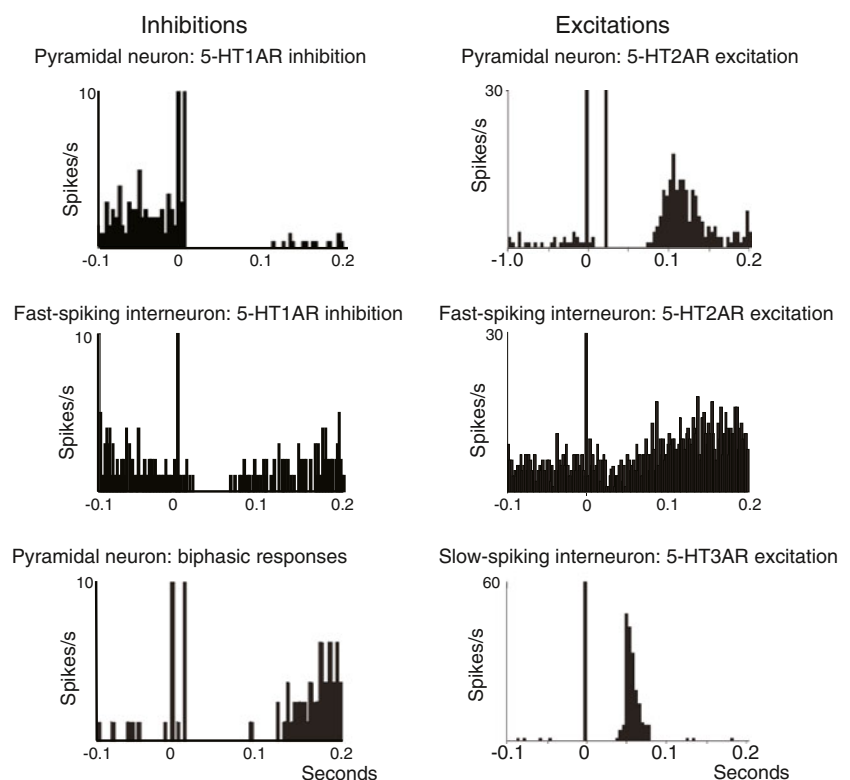 Inhibitions
Excitations
Pyramidal neuron: 5-HT1AR inhibition
Pyramidal neuron: 5-HT2AR excitation
10
Spikes/s
-0.1 0 0.1 0.2
30
Spikes/s
-1.0 0 0.1 0.2
Fast-spiking interneuron: 5-HT1AR inhibition
Fast-spiking interneuron: 5-HT2AR excitation
10
Spikes/s
-0.1 0 0.1 0.2
30
Spikes/s
-0.1 0 0.1 0.2
Pyramidal neuron: biphasic responses
Slow-spiking interneuron: 5-HT3AR excitation
10
Spikes/s
-0.1 0 0.1 0.2
Seconds
60
Spikes/s
-0.1 0 0.1 0.2
Seconds